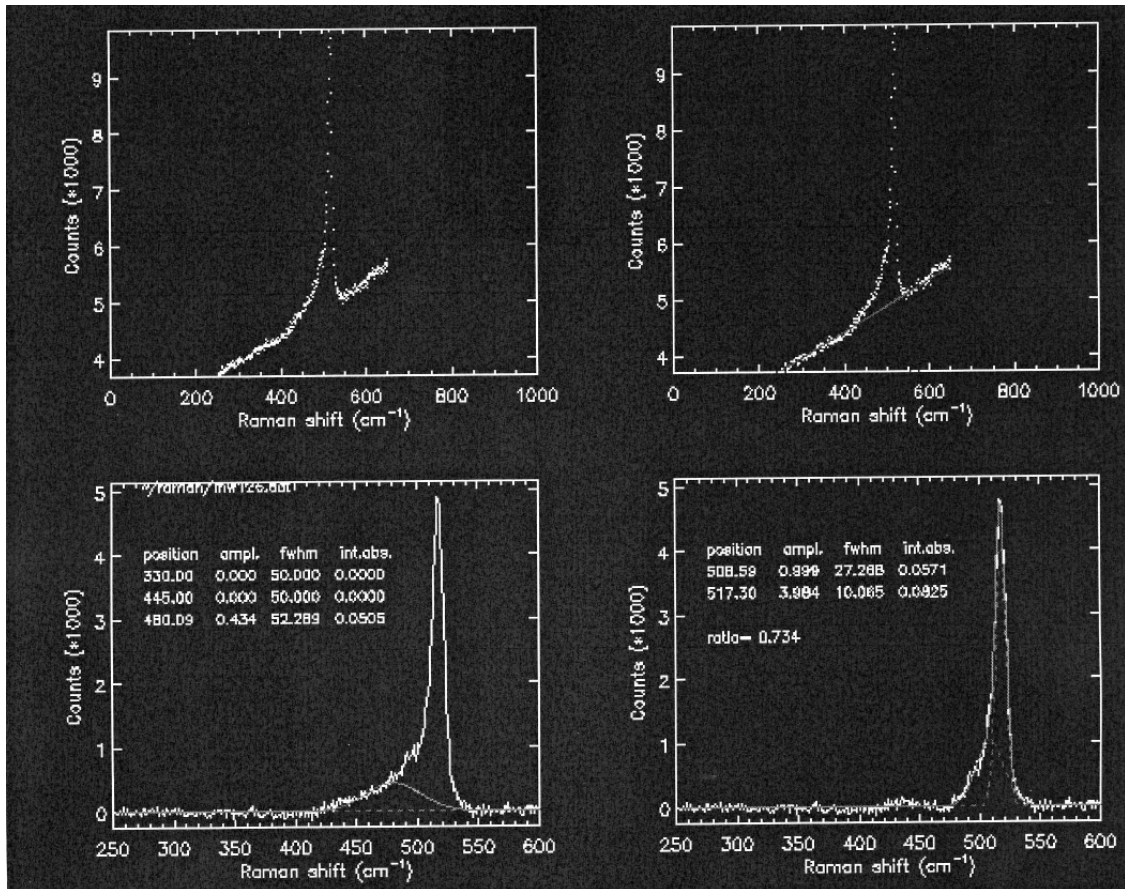 9
8
7
6
5
4
Counts (*1000)
0 200 400 600 800 1000
Raman shift (cm⁻¹)
9
8
7
6
5
4
Counts (*1000)
0 200 400 600 800 1000
Raman shift (cm⁻¹)
5
4
3
2
1
0
Counts (*1000)
position ampl. fwhm int.abs.
330.00 0.000 50.000 0.0000
445.00 0.000 50.000 0.0000
480.09 0.434 52.289 0.0505
250 300 350 400 450 500 550 600
Raman shift (cm⁻¹)
5
4
3
2
1
0
Counts (*1000)
position ampl. fwhm int.abs.
508.59 0.999 27.268 0.0571
517.30 3.984 10.065 0.0825
ratio= 0.734
250 300 350 400 450 500 550 600
Raman shift (cm⁻¹)